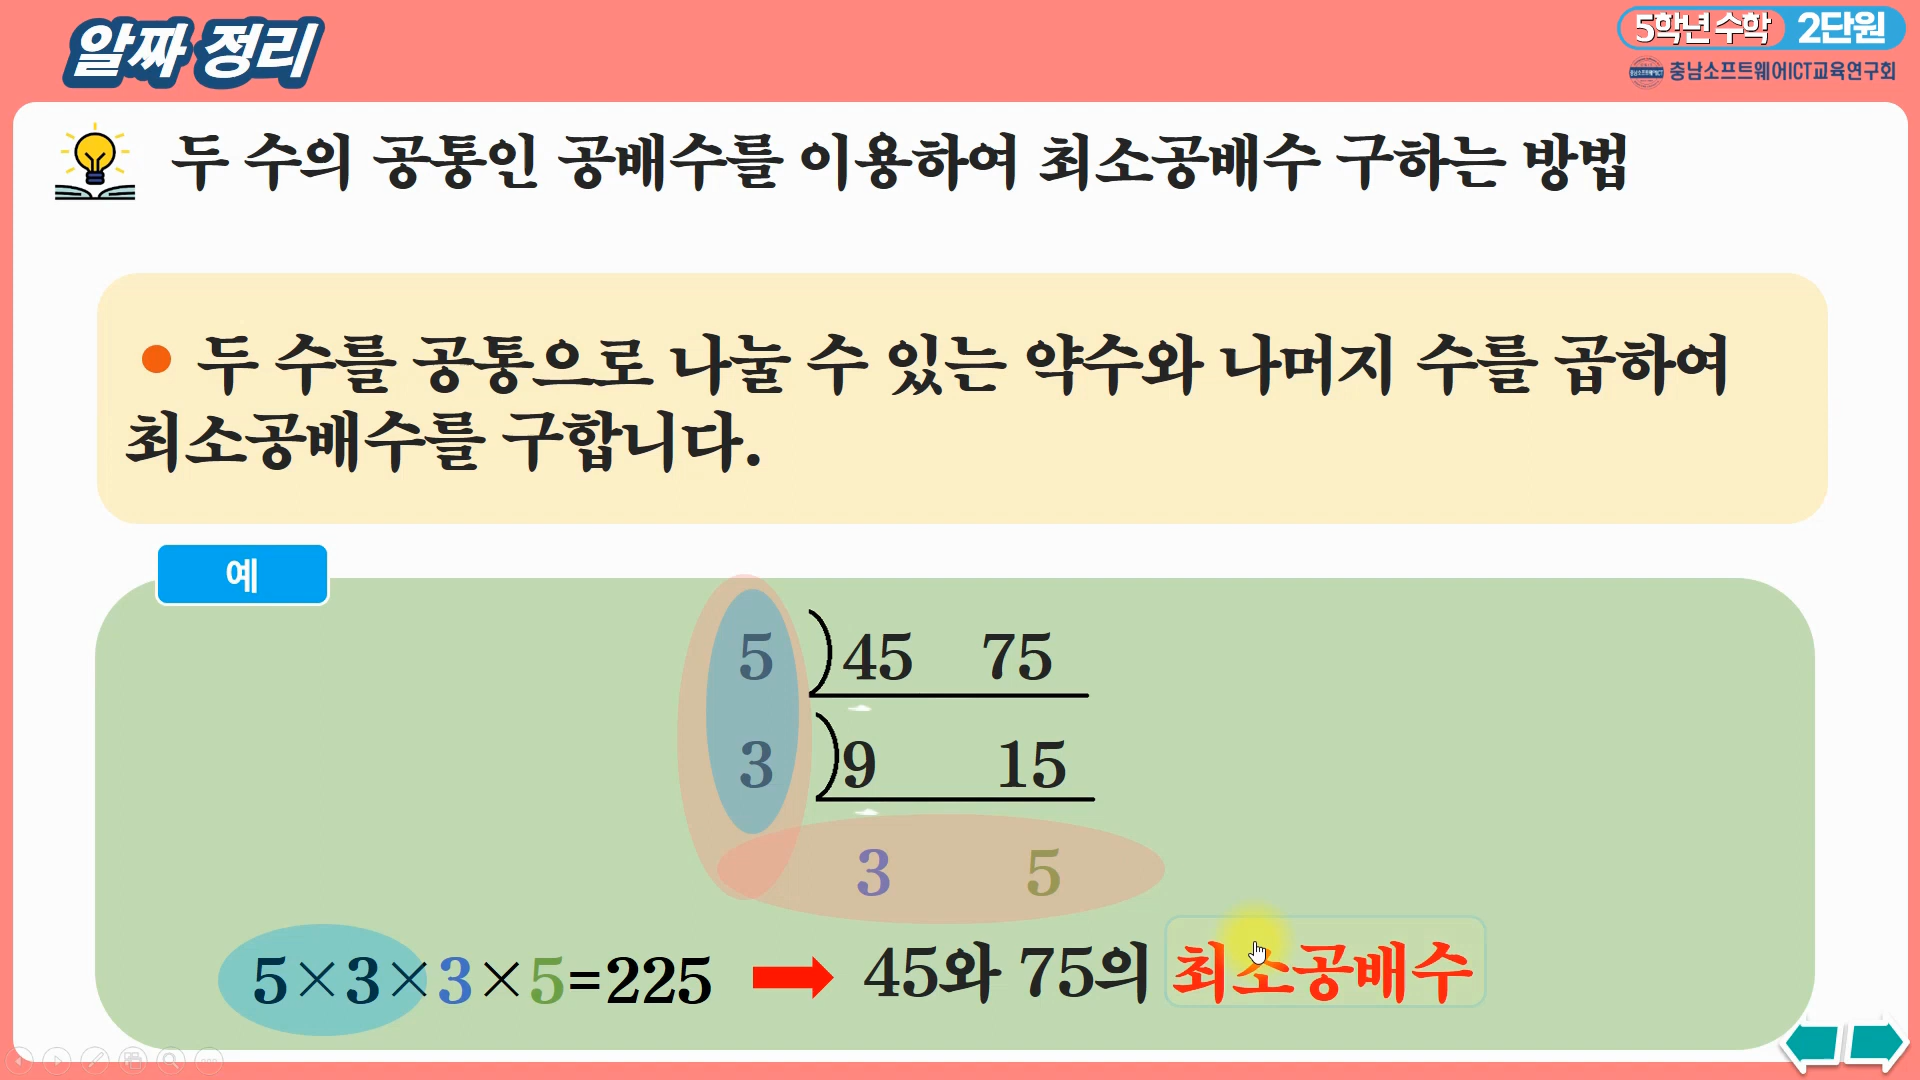 알짜 정리
5학년 수학 2단원
충남소프트웨어ICT교육연구회
두 수의 공통인 공배수를 이용하여 최소공배수 구하는 방법
● 두 수를 공통으로 나눌 수 있는 약수와 나머지 수를 곱하여
최소공배수를 구합니다.
예
5 45 75
3 9 15
3 5
5×3×3×5=225 ➡ 45와 75의 최소공배수